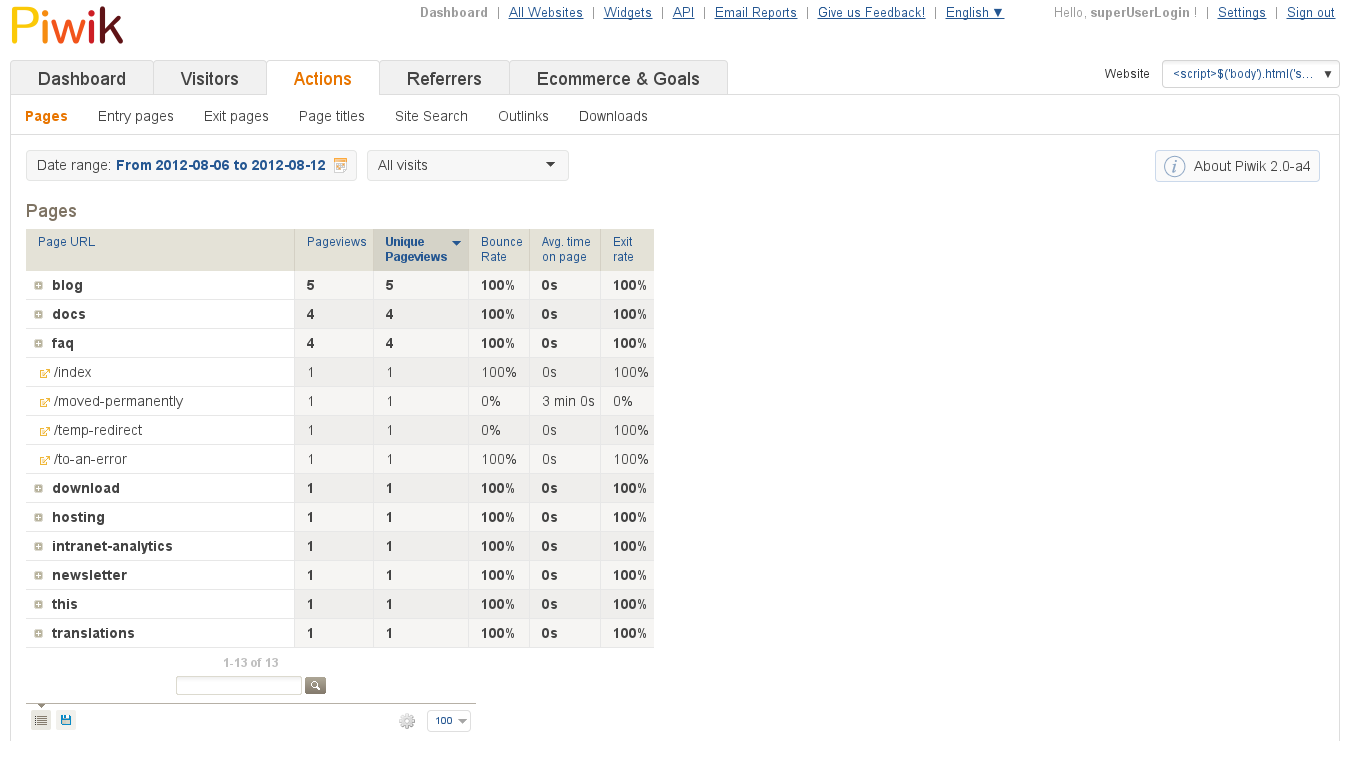 Piwik
Dashboard | All Websites | Widgets | API | Email Reports | Give us Feedback! | English ▼ Hello, superUserLogin ! | Settings | Sign out
Dashboard Visitors Actions Referrers Ecommerce & Goals Website <script>$('body').html('s... ▼
Pages Entry pages Exit pages Page titles Site Search Outlinks Downloads
Date range: From 2012-08-06 to 2012-08-12 All visits About Piwik 2.0-a4
Pages
Page URL Pageviews Unique Pageviews Bounce Rate Avg. time on page Exit rate
blog 5 5 100% 0s 100%
docs 4 4 100% 0s 100%
faq 4 4 100% 0s 100%
/index 1 1 100% 0s 100%
/moved-permanently 1 1 0% 3 min 0s 0%
/temp-redirect 1 1 0% 0s 100%
/to-an-error 1 1 100% 0s 100%
download 1 1 100% 0s 100%
hosting 1 1 100% 0s 100%
intranet-analytics 1 1 100% 0s 100%
newsletter 1 1 100% 0s 100%
this 1 1 100% 0s 100%
translations 1 1 100% 0s 100%
1-13 of 13
100